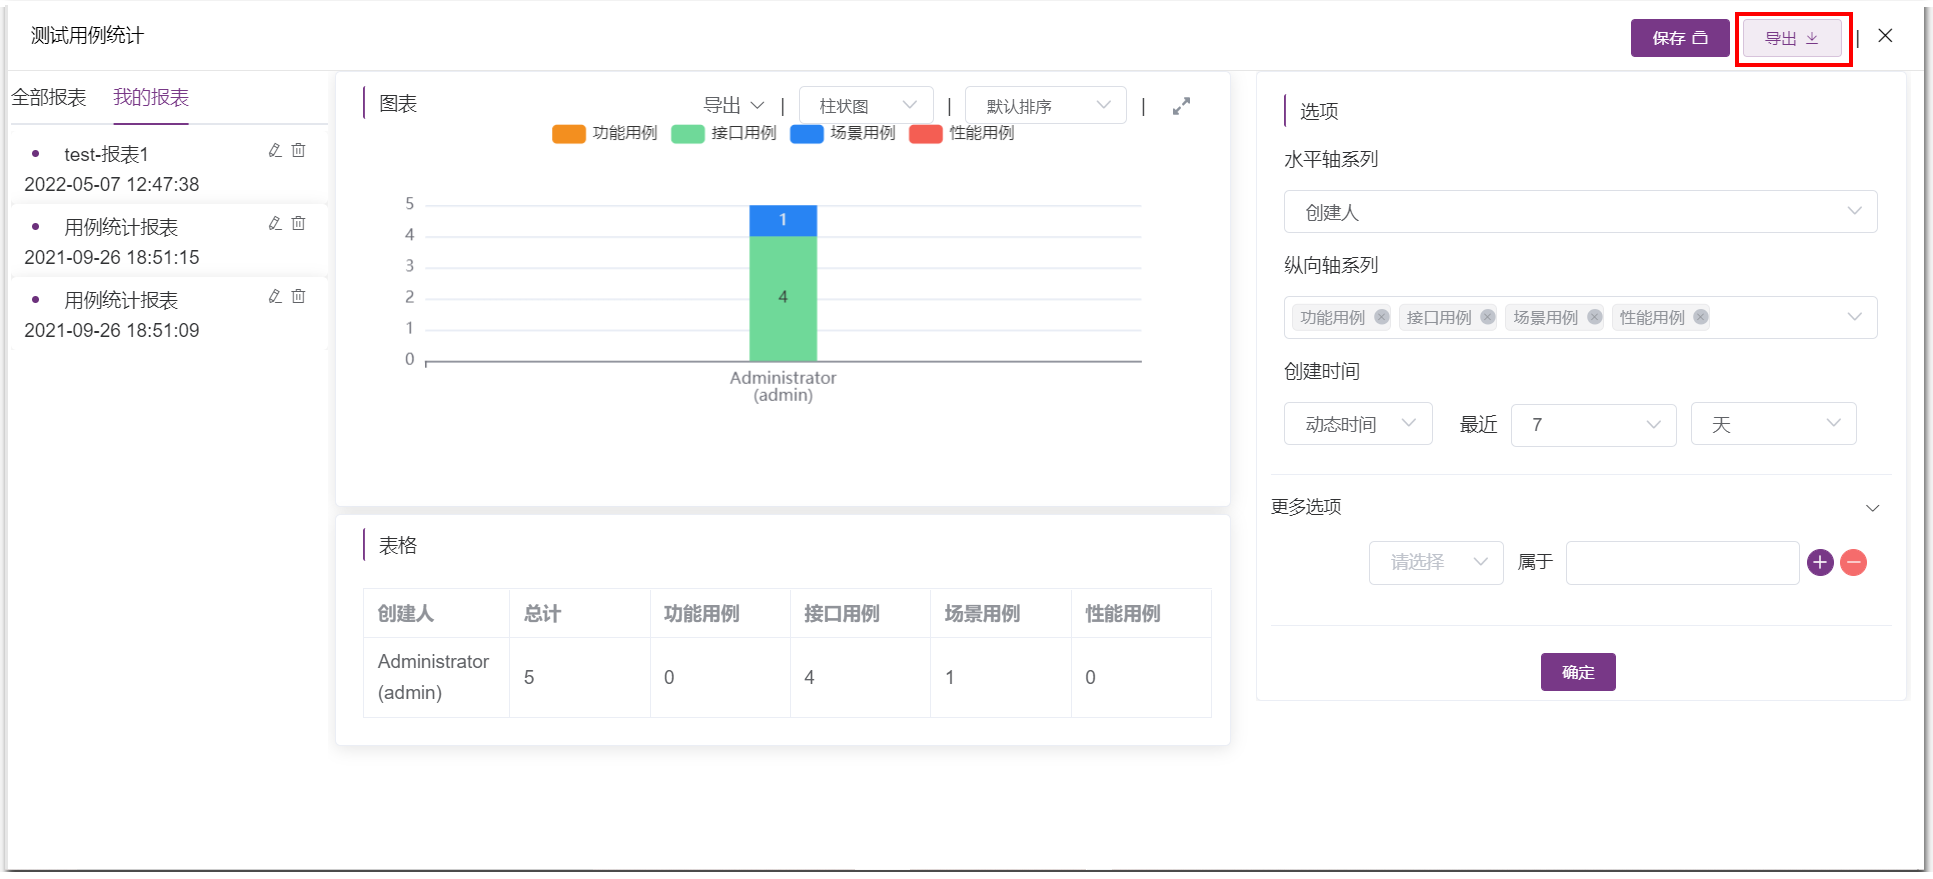 测试用例统计
保存
导出
全部报表 我的报表
test-报表1
2022-05-07 12:47:38
用例统计报表
2021-09-26 18:51:15
用例统计报表
2021-09-26 18:51:09
图表
导出 | 柱状图 | 默认排序 |
功能用例 接口用例 场景用例 性能用例
5
4
3
2
1
0
1
4
Administrator
(admin)
表格
创建人 总计 功能用例 接口用例 场景用例 性能用例
Administrator
(admin) 5 0 4 1 0
选项
水平轴系列
创建人
纵向轴系列
功能用例 接口用例 场景用例 性能用例
创建时间
动态时间 最近 7 天
更多选项
请选择 属于
确定